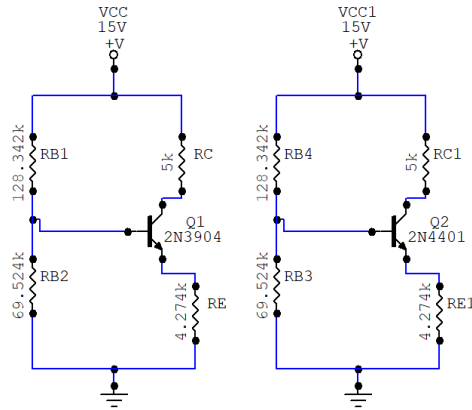 VCC
15V
+V
RB1
128.342k
RC
5k
Q1
2N3904
RB2
69.524k
RE
4.274k
VCC1
15V
+V
RB4
128.342k
RC1
5k
Q2
2N4401
RB3
69.524k
RE1
4.274k